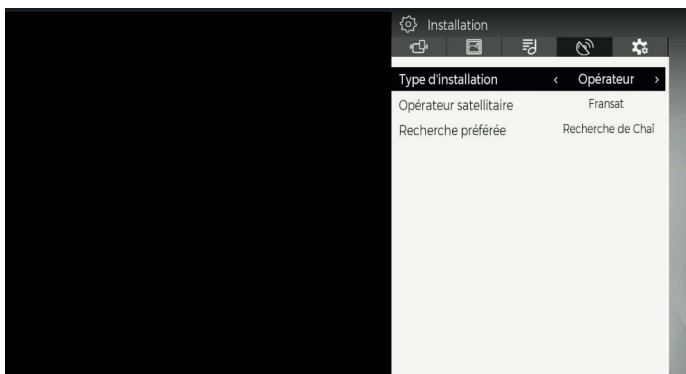 Installation
Type d'installation < Opérateur >
Opérateur satellitaire Fransat
Recherche préférée Recherche de Chaî